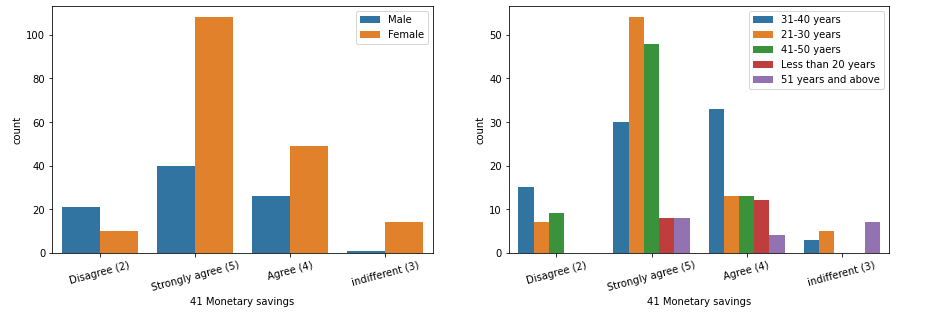 Male
Female
100
80
60
40
20
0
count
Disagree (2)
Strongly agree (5)
Agree (4)
indifferent (3)
41 Monetary savings
31-40 years
21-30 years
41-50 yaers
Less than 20 years
51 years and above
50
40
30
20
10
0
count
Disagree (2)
Strongly agree (5)
Agree (4)
indifferent (3)
41 Monetary savings